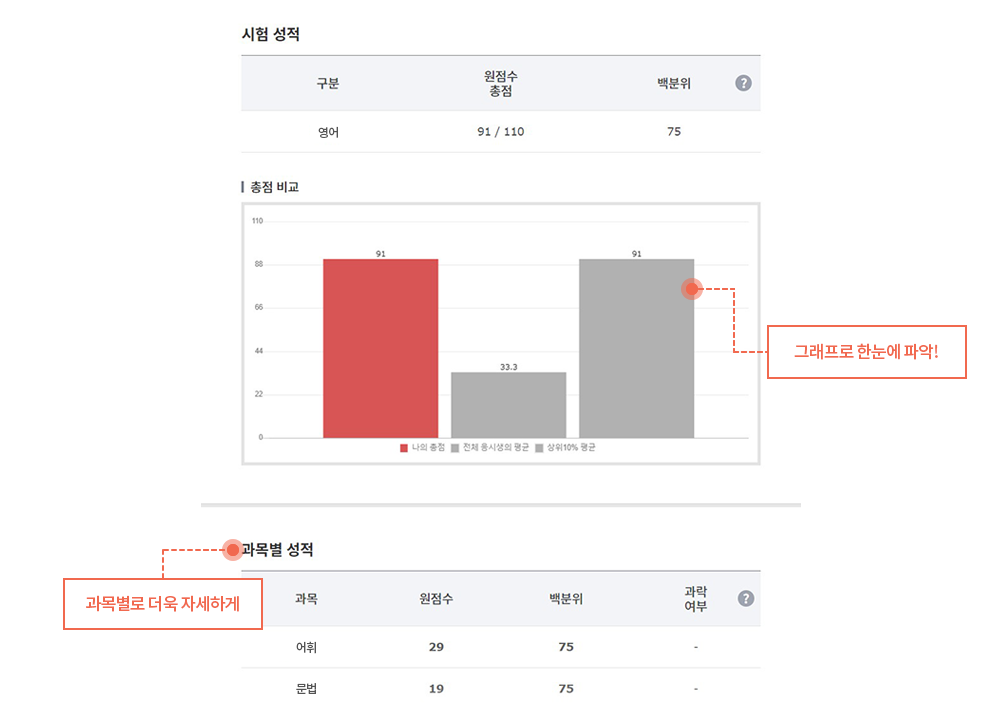 시험 성적
구분
원점수
총점
백분위
?
영어
91 / 110
75
총점 비교
110
88
66
44
22
0
91
33.3
91
나의 총점
전체 응시생의 평균
상위10% 평균
그래프로 한눈에 파악!
과목별 성적
과목별로 더욱 자세하게
과목
원점수
백분위
과락
여부
?
어휘
29
75
-
문법
19
75
-